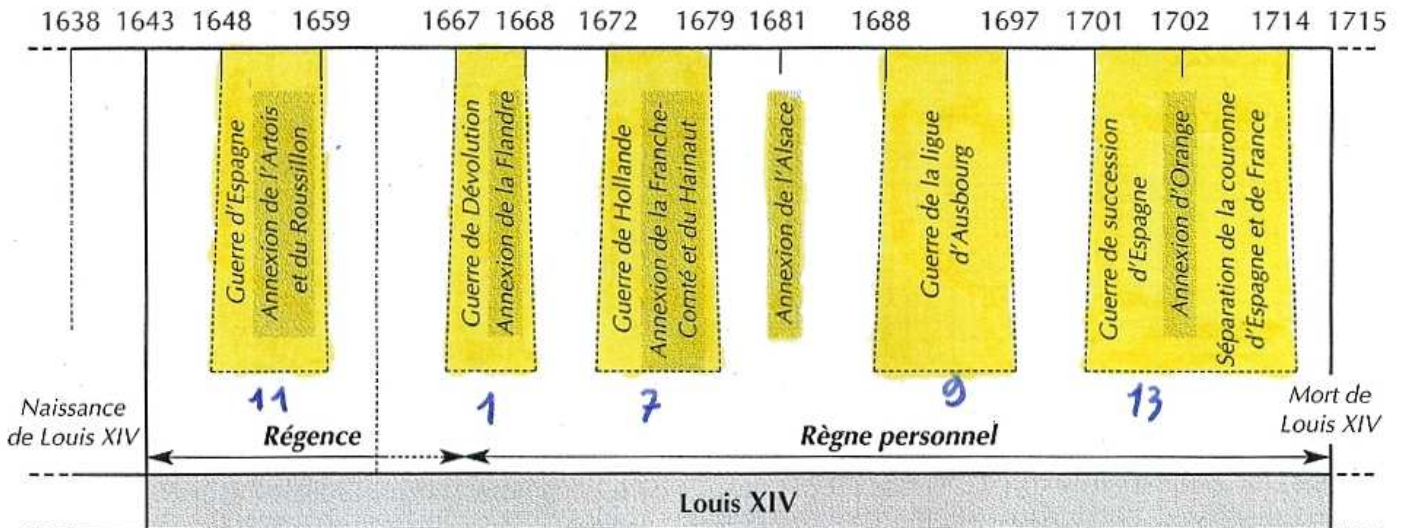 1638 1643 1648 1659 1667 1668 1672 1679 1681 1688 1697 1701 1702 1714 1715
Guerre d'Espagne
Annexion de l'Artois
et du Roussillon
Guerre de Dévolution
Annexion de la Flandre
Guerre de Hollande
Annexion de la Franche-
Comté et du Hainaut
Annexion de l'Alsace
Guerre de la ligue
d'Ausbourg
Guerre de succession
d'Espagne
Annexion d'Orange
Séparation de la couronne
d'Espagne et de France
11 1 7 9 13
Naissance
de Louis XIV
Régence
Règne personnel
Mort de
Louis XIV
Louis XIV